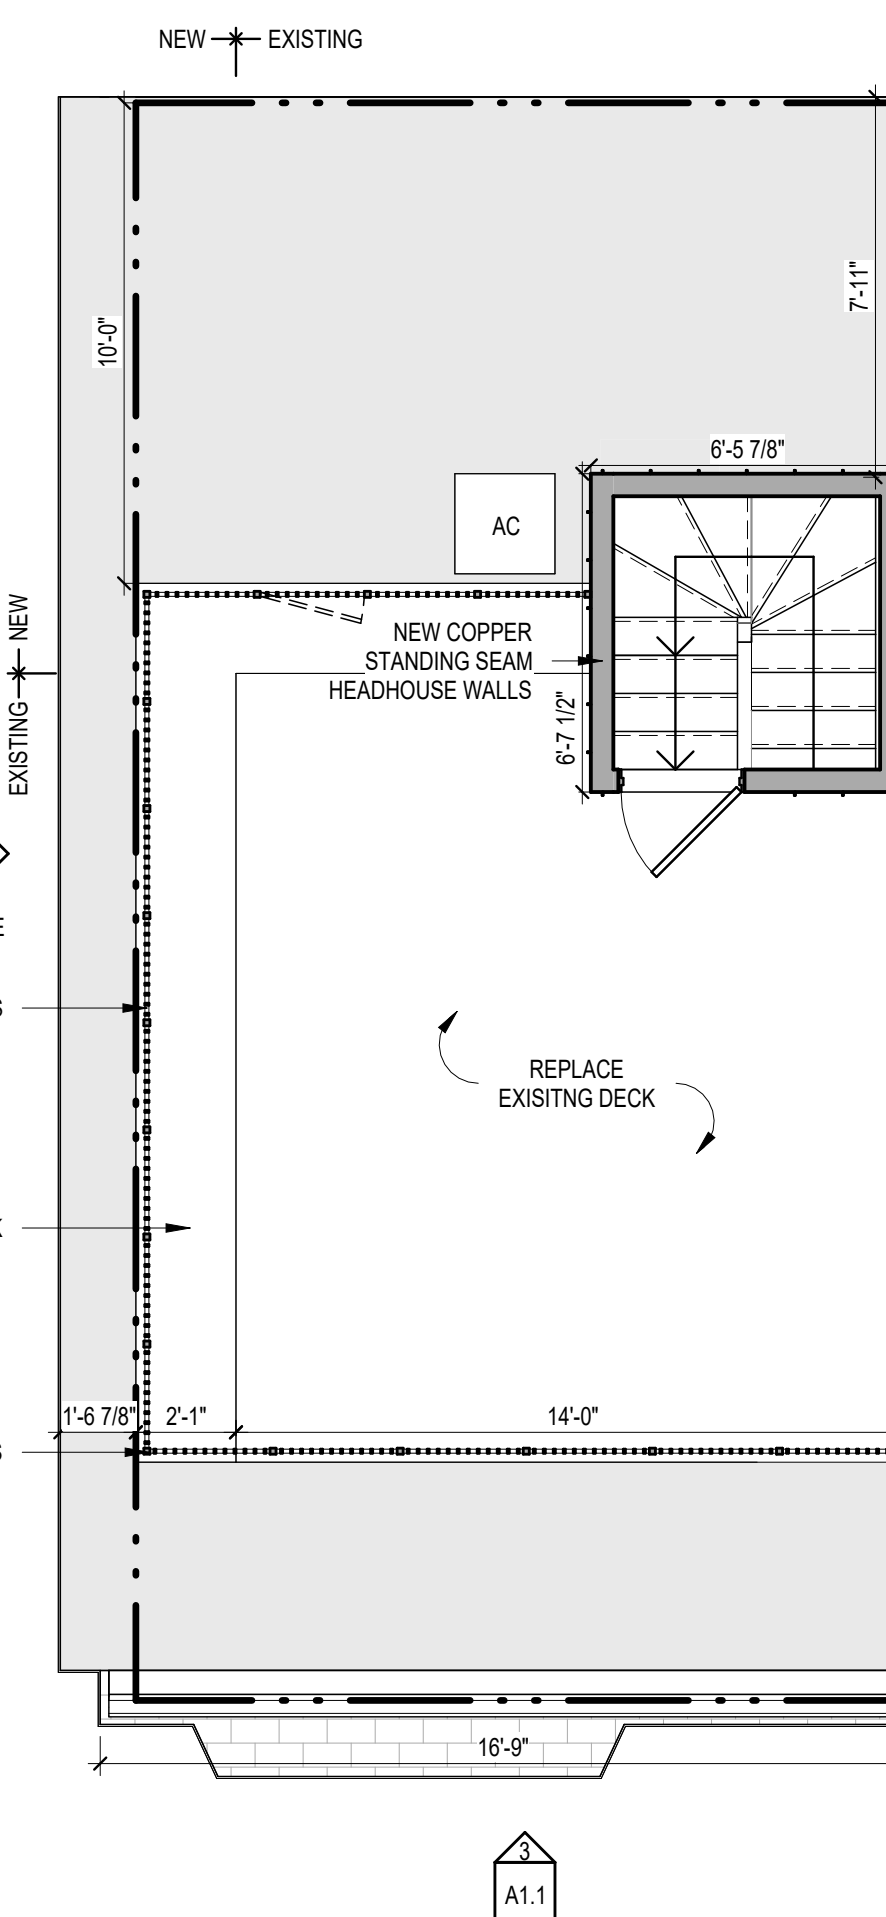 NEW EXISTING
10'-0"
7'-11"
6'-5 7/8"
AC
NEW
EXISTING
NEW COPPER
STANDING SEAM
HEADHOUSE WALLS
6'-7 1/2"
REPLACE
EXISITNG DECK
1'-6 7/8" 2'-1" 14'-0"
16'-9"
3
A1.1